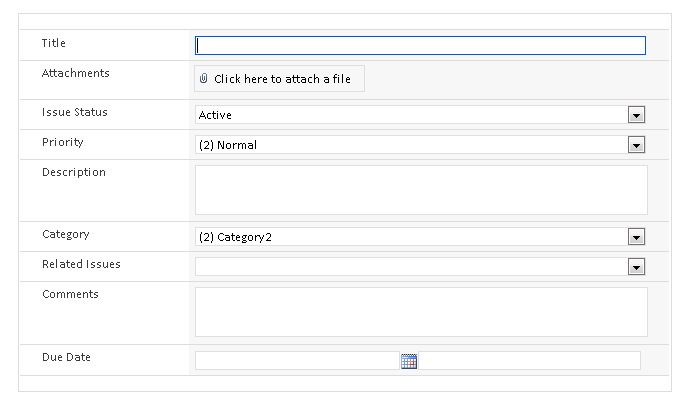 Title
Attachments
Click here to attach a file
Issue Status
Active
Priority
(2) Normal
Description
Category
(2) Category2
Related Issues
Comments
Due Date